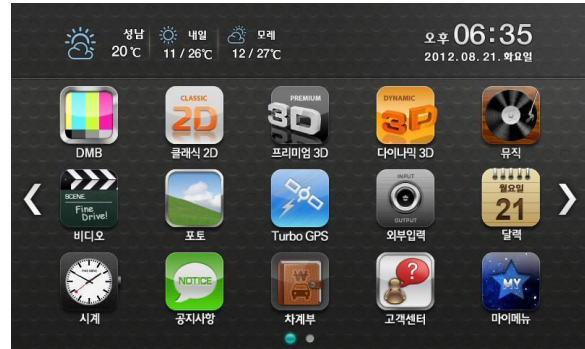 성남 내일 모레
20℃ 11 / 26℃ 12 / 27℃
오후 06:35
2012. 08. 21. 화요일
CLASSIC
2D
PREMIUM
3D
DYNAMIC
3D
DMB
클래식 2D
프리미엄 3D
다이나믹 3D
뮤직
SCENE.
Fine
Drive!
INPUT
OUTPUT
월요일
21
비디오
포토
Turbo GPS
외부입력
달력
NOTICE
W
?
MY
시계
공지사항
차계부
고객센터
마이메뉴